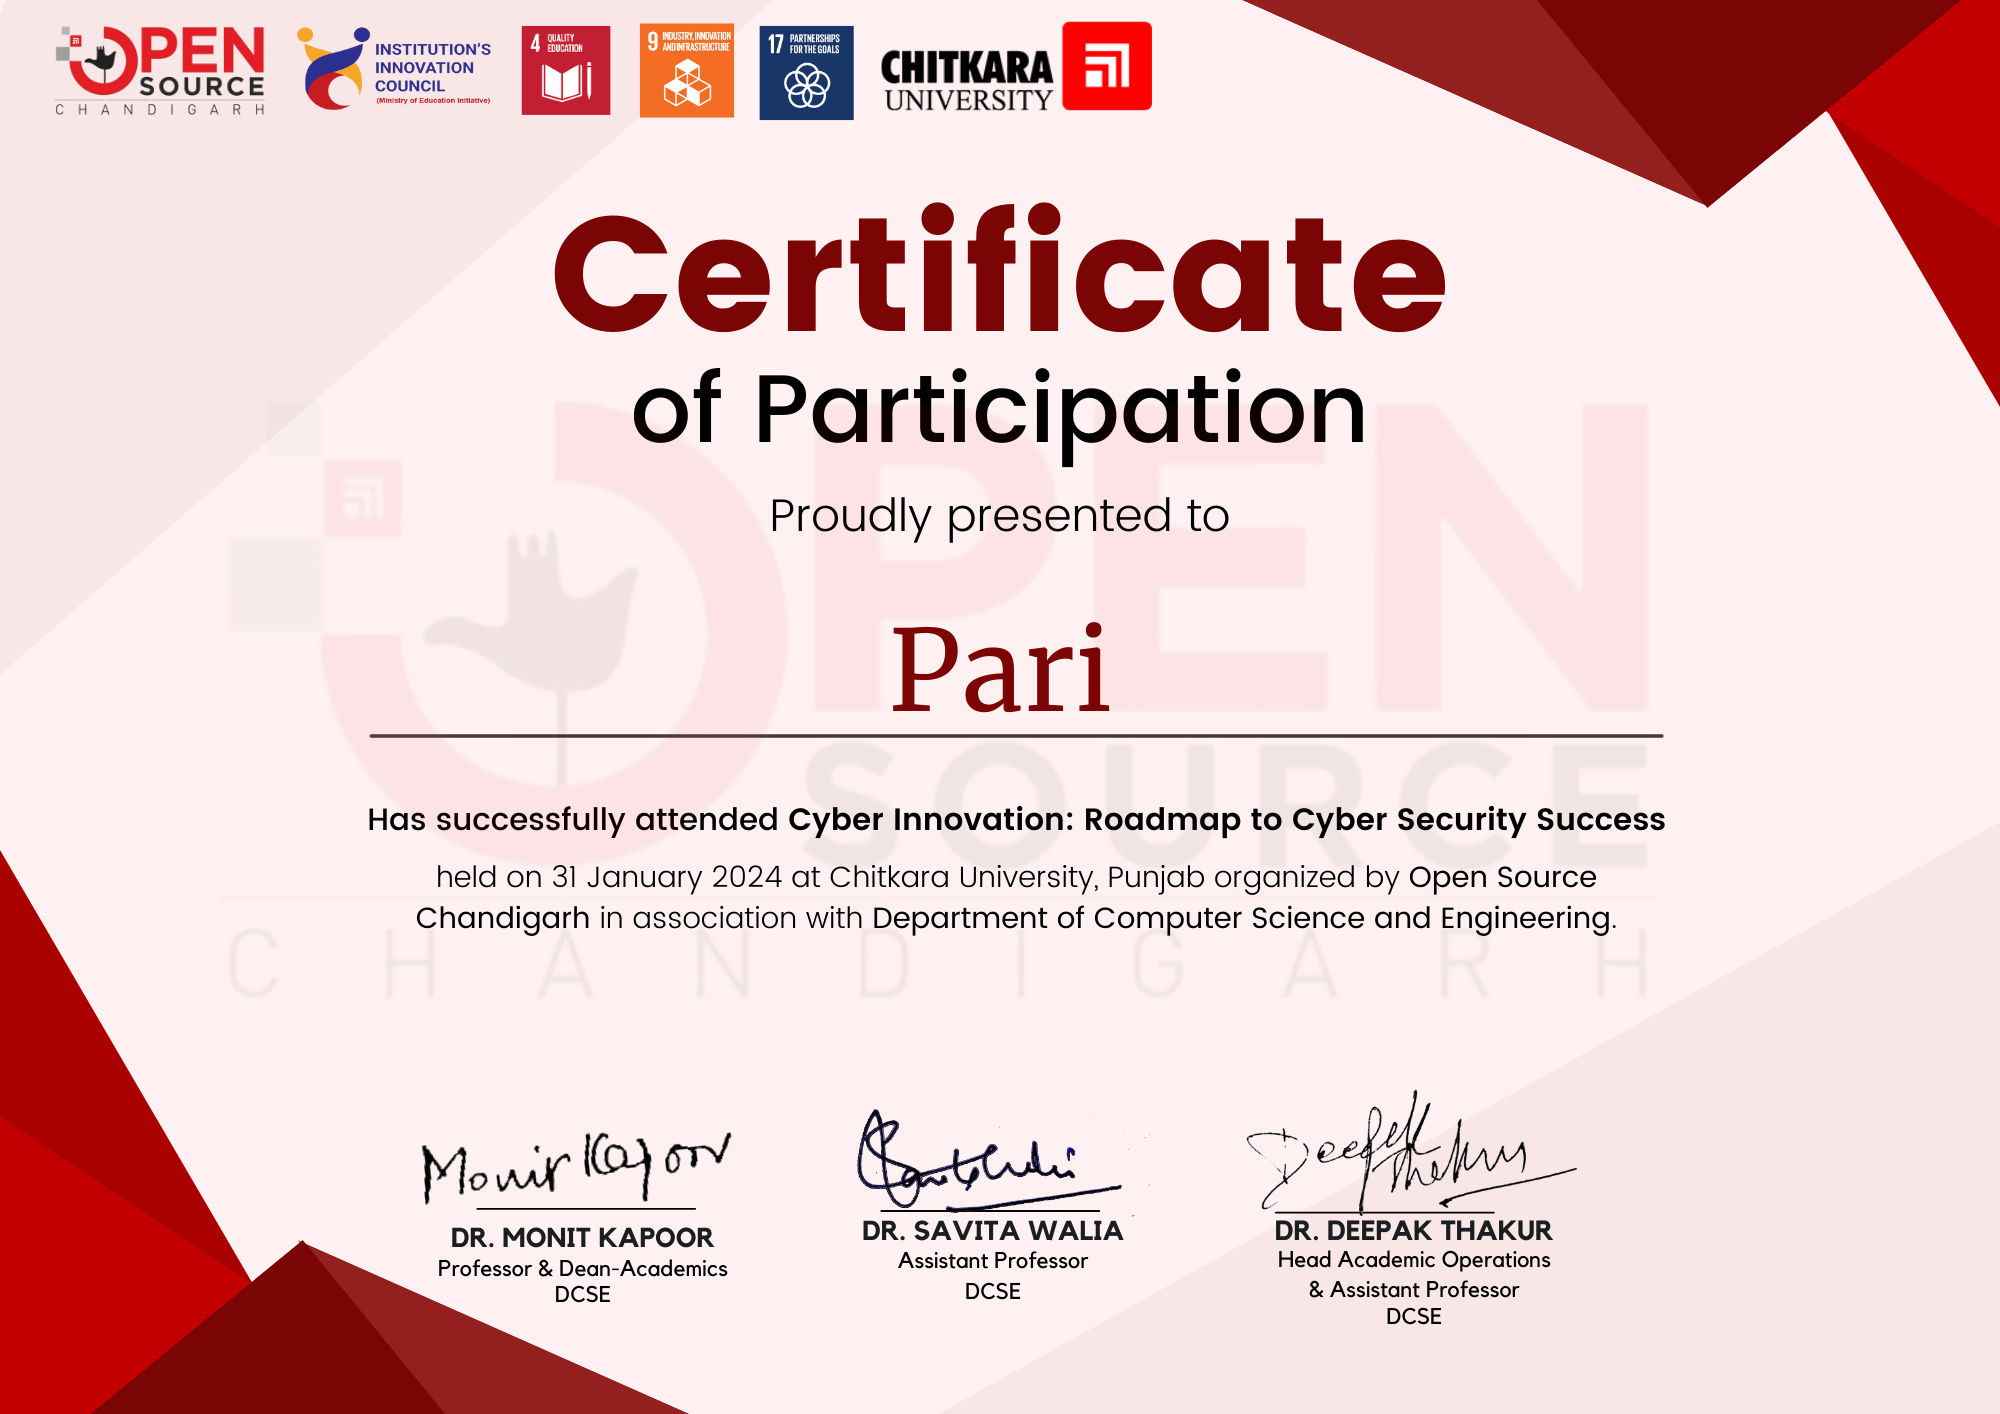 OPEN
SOURCE
CHANDIGARH
INSTITUTION'S
INNOVATION
COUNCIL
(Ministry of Education Initiative)
4 QUALITY
EDUCATION
9 INDUSTRY, INNOVATION
AND INFRASTRUCTURE
17 PARTNERSHIPS
FOR THE GOALS
CHITKARA
UNIVERSITY
Certificate
of Participation
Proudly presented to
Pari
Has successfully attended Cyber Innovation: Roadmap to Cyber Security Success
held on 31 January 2024 at Chitkara University, Punjab organized by Open Source
Chandigarh in association with Department of Computer Science and Engineering.
OPEN
SOURCE
CHANDIGARH
Monit Kapoor
DR. MONIT KAPOOR
Professor & Dean-Academics
DCSE
DR. SAVITA WALIA
Assistant Professor
DCSE
Deepak Thakur
DR. DEEPAK THAKUR
Head Academic Operations
& Assistant Professor
DCSE